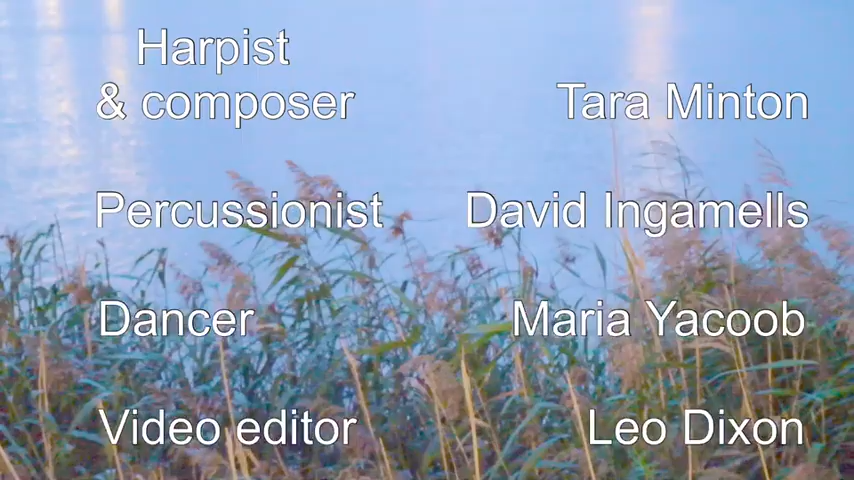 Harpist
& composer Tara Minton
Percussionist David Ingamells
Dancer Maria Yacoob
Video editor Leo Dixon